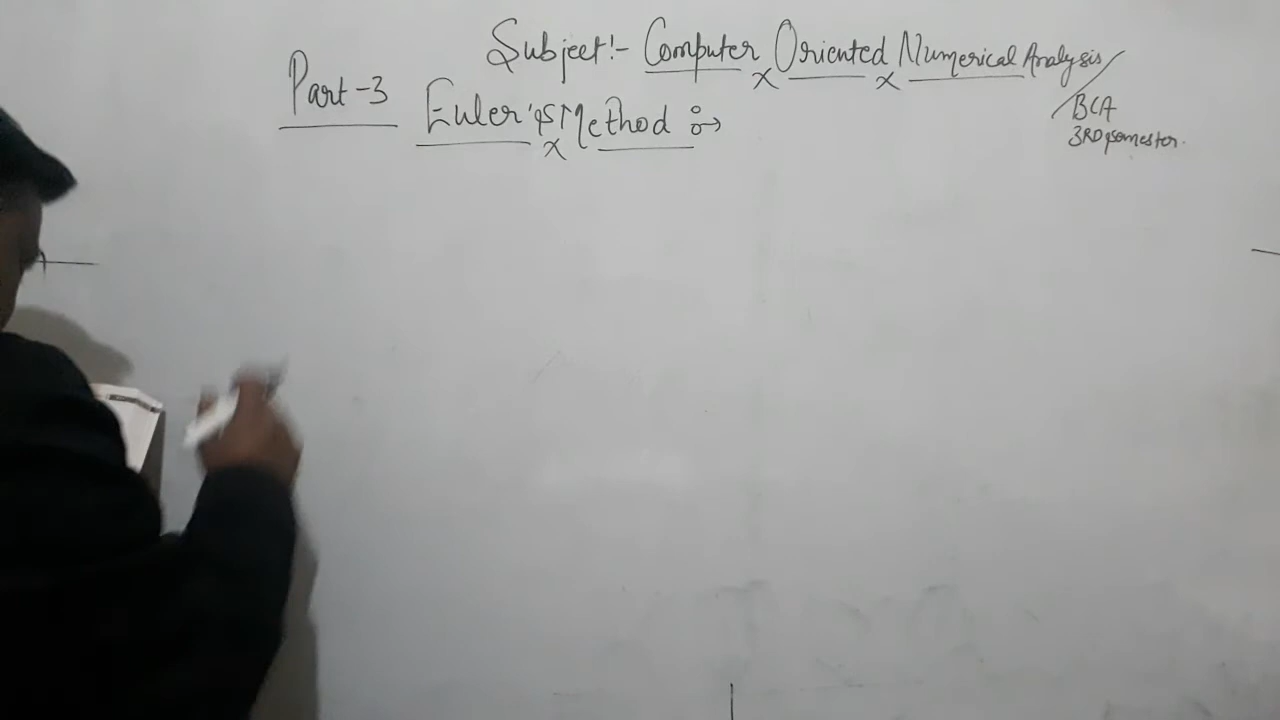 Subject:- Computer Oriented Numerical Analysis/
Part-3
Euler's Method :→
BCA
3RD semester.